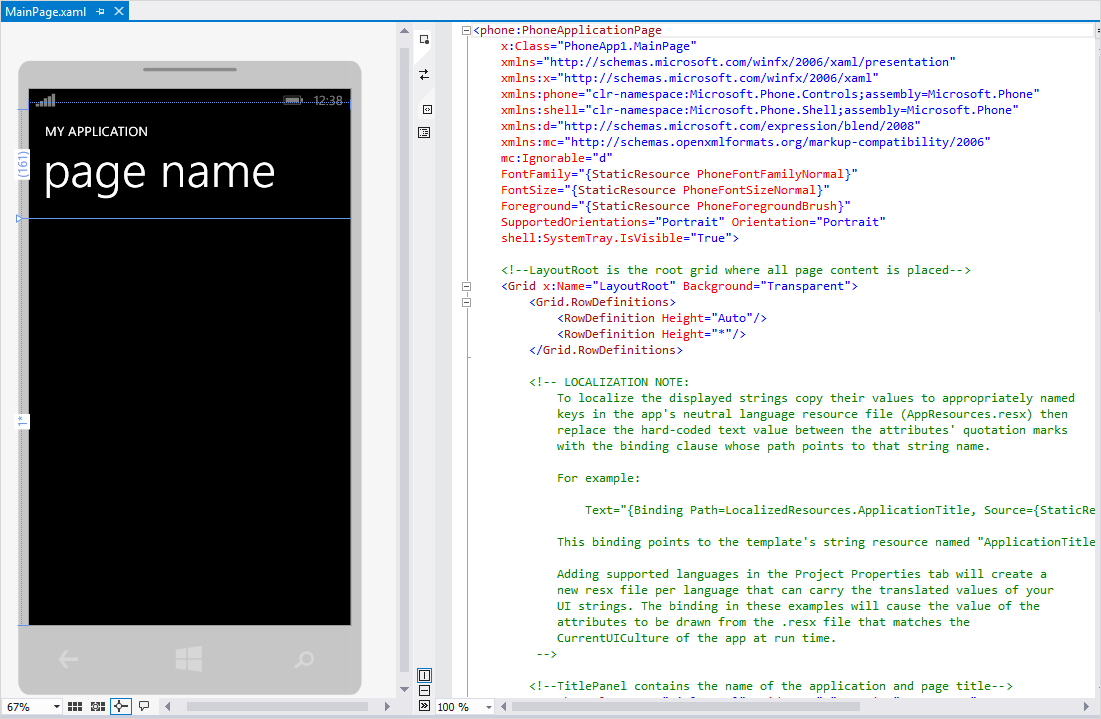 MainPage.xaml
12:38
MY APPLICATION
page name
(161)
1*
67%
<phone:PhoneApplicationPage
x:Class="PhoneApp1.MainPage"
xmlns="http://schemas.microsoft.com/winfx/2006/xaml/presentation"
xmlns:x="http://schemas.microsoft.com/winfx/2006/xaml"
xmlns:phone="clr-namespace:Microsoft.Phone.Controls;assembly=Microsoft.Phone"
xmlns:shell="clr-namespace:Microsoft.Phone.Shell;assembly=Microsoft.Phone"
xmlns:d="http://schemas.microsoft.com/expression/blend/2008"
xmlns:mc="http://schemas.openxmlformats.org/markup-compatibility/2006"
mc:Ignorable="d"
FontFamily="{StaticResource PhoneFontFamilyNormal}"
FontSize="{StaticResource PhoneFontSizeNormal}"
Foreground="{StaticResource PhoneForegroundBrush}"
SupportedOrientations="Portrait" Orientation="Portrait"
shell:SystemTray.IsVisible="True">
<!--LayoutRoot is the root grid where all page content is placed-->
<Grid x:Name="LayoutRoot" Background="Transparent">
<Grid.RowDefinitions>
<RowDefinition Height="Auto"/>
<RowDefinition Height="*"/>
</Grid.RowDefinitions>
<!-- LOCALIZATION NOTE:
To localize the displayed strings copy their values to appropriately named
keys in the app's neutral language resource file (AppResources.resx) then
replace the hard-coded text value between the attributes' quotation marks
with the binding clause whose path points to that string name.
For example:
Text="{Binding Path=LocalizedResources.ApplicationTitle, Source={StaticRe
This binding points to the template's string resource named "ApplicationTitle
Adding supported languages in the Project Properties tab will create a
new resx file per language that can carry the translated values of your
UI strings. The binding in these examples will cause the value of the
attributes to be drawn from the .resx file that matches the
CurrentUICulture of the app at run time.
-->
<!--TitlePanel contains the name of the application and page title-->
100 %